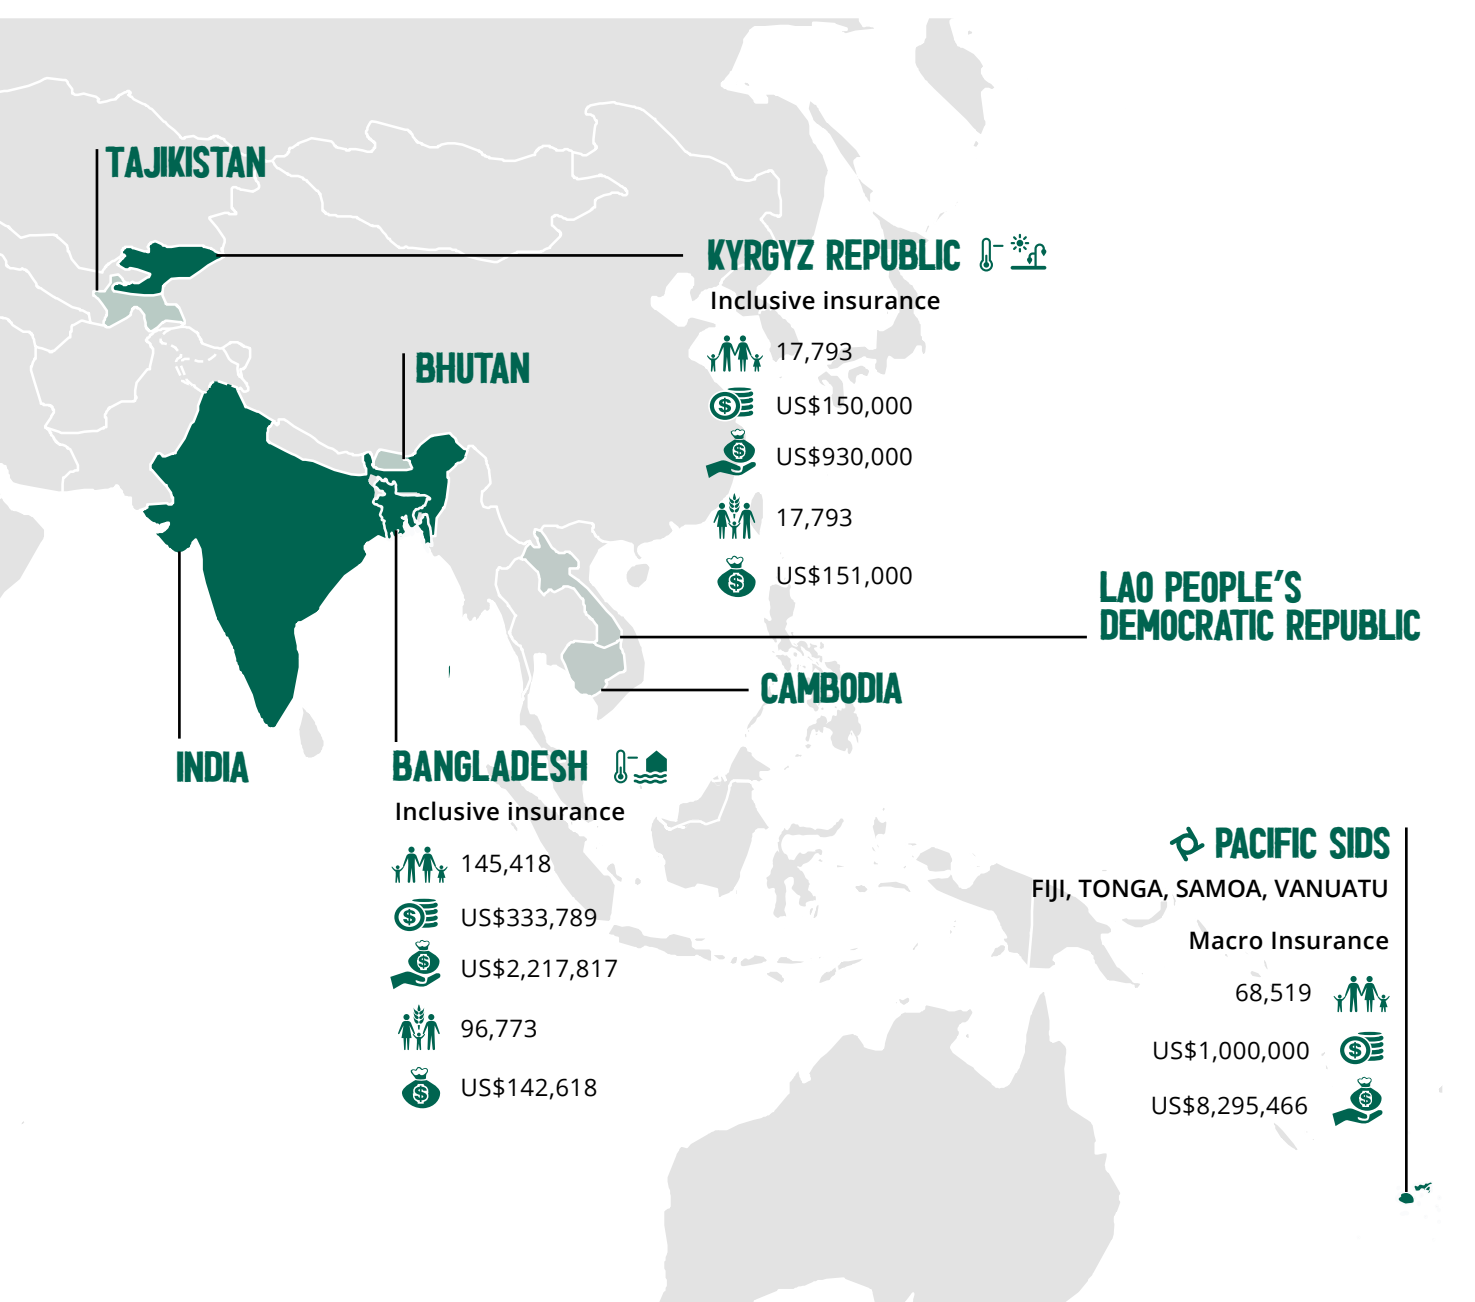 TAJIKISTAN
KYRGYZ REPUBLIC
Inclusive insurance
17,793
US$150,000
US$930,000
17,793
US$151,000
BHUTAN
LAO PEOPLE'S
DEMOCRATIC REPUBLIC
CAMBODIA
INDIA
BANGLADESH
Inclusive insurance
145,418
US$333,789
US$2,217,817
96,773
US$142,618
PACIFIC SIDS
FIJI, TONGA, SAMOA, VANUATU
Macro Insurance
68,519
US$1,000,000
US$8,295,466